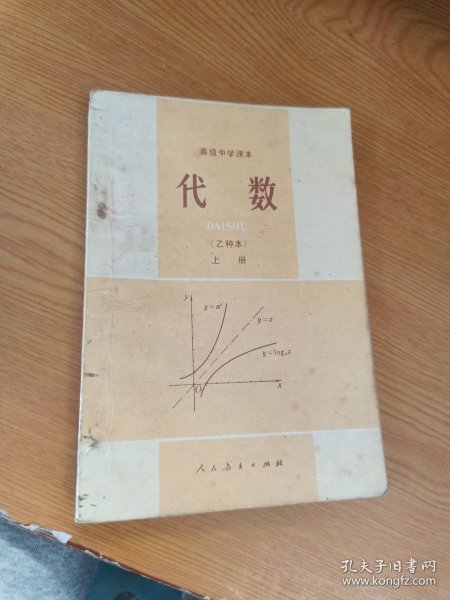 高级中学课本
代数
DAISHU
(乙种本)
上册
y
y=aˣ
y=x
y=logₐx
O
x
人民教育出版社
孔夫子旧书网
www.kongfz.com